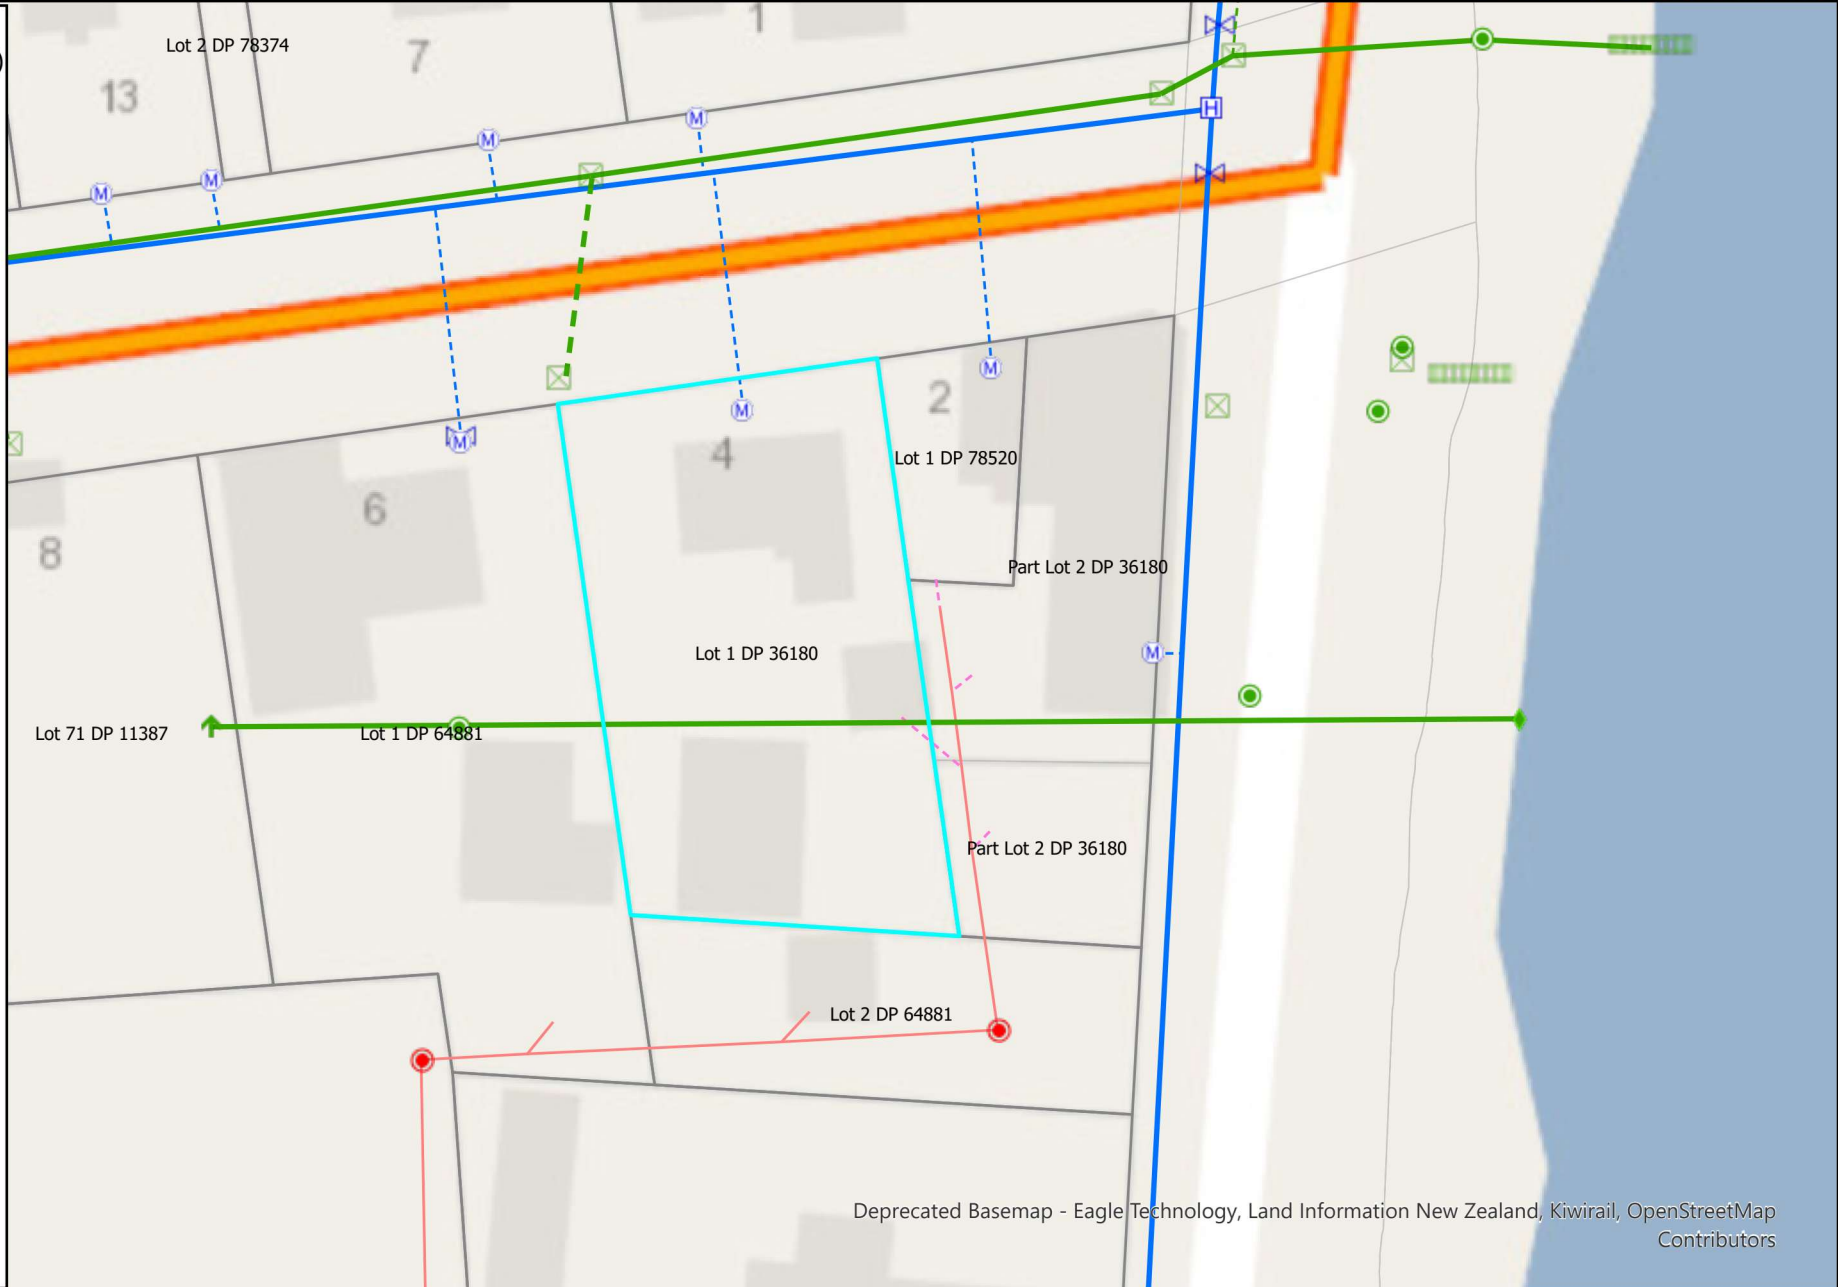 Lot 2 DP 78374
1
7
13
M
M
M
M
H
M
M
M
2
4
6
8
Lot 1 DP 78520
Part Lot 2 DP 36180
Lot 1 DP 36180
M
Lot 71 DP 11387
Lot 1 DP 64881
Part Lot 2 DP 36180
Lot 2 DP 64881
Deprecated Basemap - Eagle Technology, Land Information New Zealand, Kiwirail, OpenStreetMap
Contributors